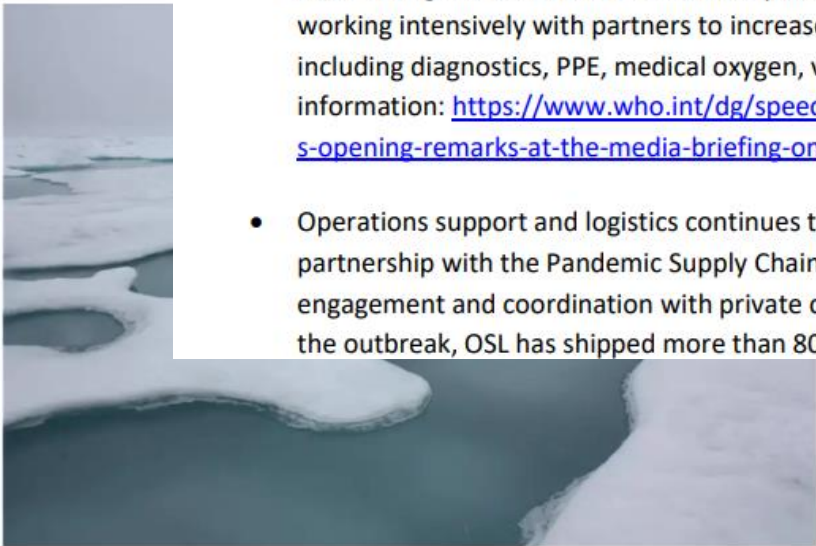 working intensively with partners to increase
including diagnostics, PPE, medical oxygen, v
information: https://www.who.int/dg/speec
s-opening-remarks-at-the-media-briefing-on
• Operations support and logistics continues t
partnership with the Pandemic Supply Chain
engagement and coordination with private
the outbreak, OSL has shipped more than 80